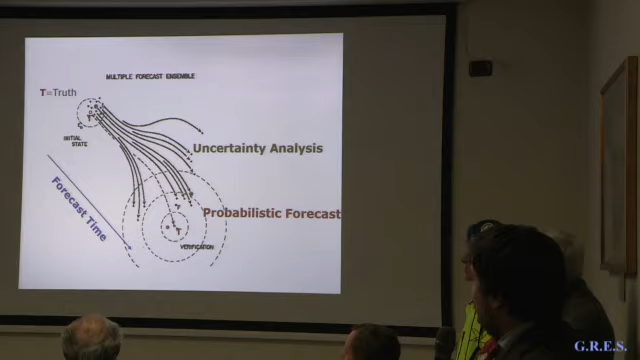 MULTIPLE FORECAST ENSEMBLE
T=Truth
T
INITIAL
STATE
Uncertainty Analysis
Forecast Time
Probabilistic Forecast
T
VERIFICATION
G.R.E.S.